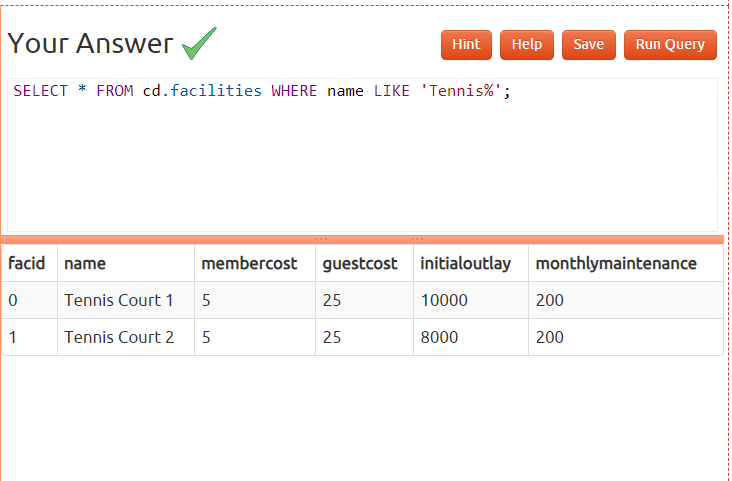 Your Answer
Hint Help Save Run Query
SELECT * FROM cd.facilities WHERE name LIKE 'Tennis%';
facid name membercost guestcost initialoutlay monthlymaintenance
0 Tennis Court 1 5 25 10000 200
1 Tennis Court 2 5 25 8000 200